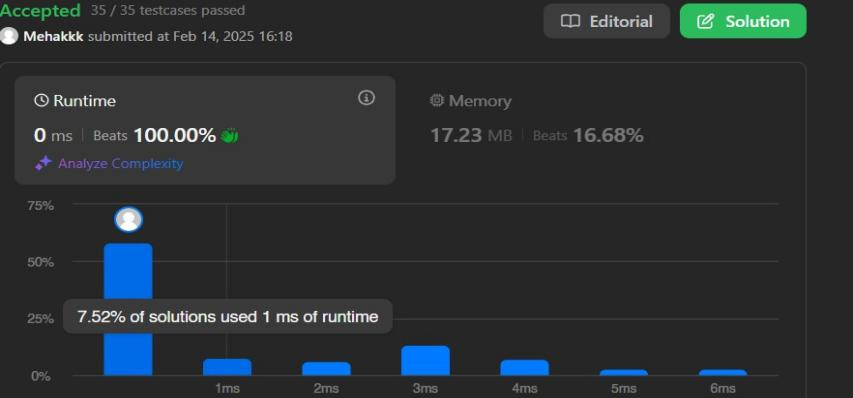 Accepted 35 / 35 testcases passed
Mehakkk submitted at Feb 14, 2025 16:18
Editorial
Solution
Runtime
0 ms | Beats 100.00%
Analyze Complexity
Memory
17.23 MB | Beats 16.68%
75%
50%
25%
0%
7.52% of solutions used 1 ms of runtime
1ms 2ms 3ms 4ms 5ms 6ms